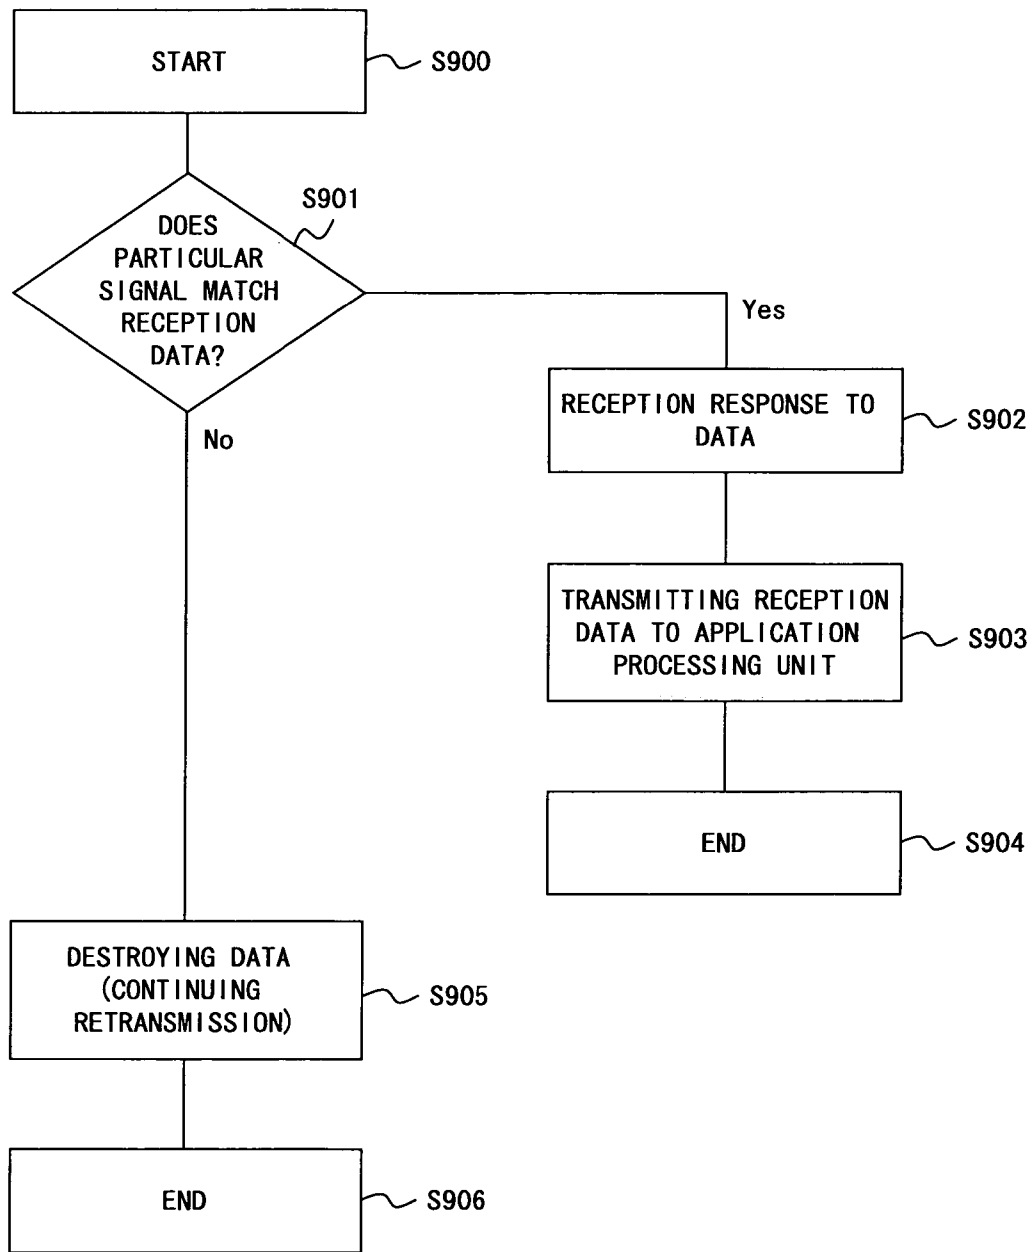 START
S900
S901
DOES
PARTICULAR
SIGNAL MATCH
RECEPTION
DATA?
Yes
No
RECEPTION RESPONSE TO
DATA
S902
TRANSMITTING RECEPTION
DATA TO APPLICATION
PROCESSING UNIT
S903
END
S904
DESTROYING DATA
(CONTINUING
RETRANSMISSION)
S905
END
S906